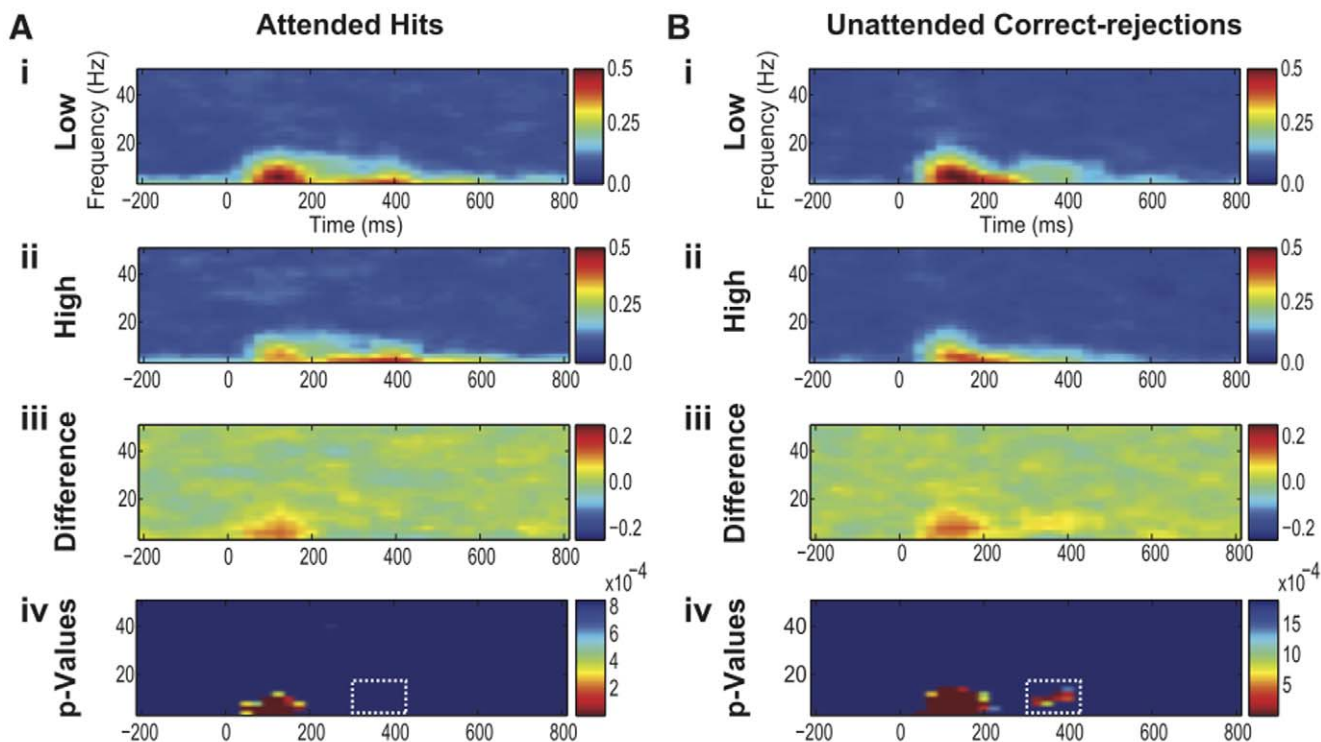 A Attended Hits
B Unattended Correct-rejections
i
Low
Frequency (Hz)
40
20
−200 0 200 400 600 800
Time (ms)
0.5
0.25
0.0
i
Low
Frequency (Hz)
40
20
−200 0 200 400 600 800
Time (ms)
0.5
0.25
0.0
ii
High
40
20
−200 0 200 400 600 800
0.5
0.25
0.0
ii
High
40
20
−200 0 200 400 600 800
0.5
0.25
0.0
iii
Difference
40
20
−200 0 200 400 600 800
0.2
0.0
−0.2
iii
Difference
40
20
−200 0 200 400 600 800
0.2
0.0
−0.2
iv
p-Values
40
20
−200 0 200 400 600 800
x10−4
8
6
4
2
iv
p-Values
40
20
−200 0 200 400 600 800
x10−4
15
10
5